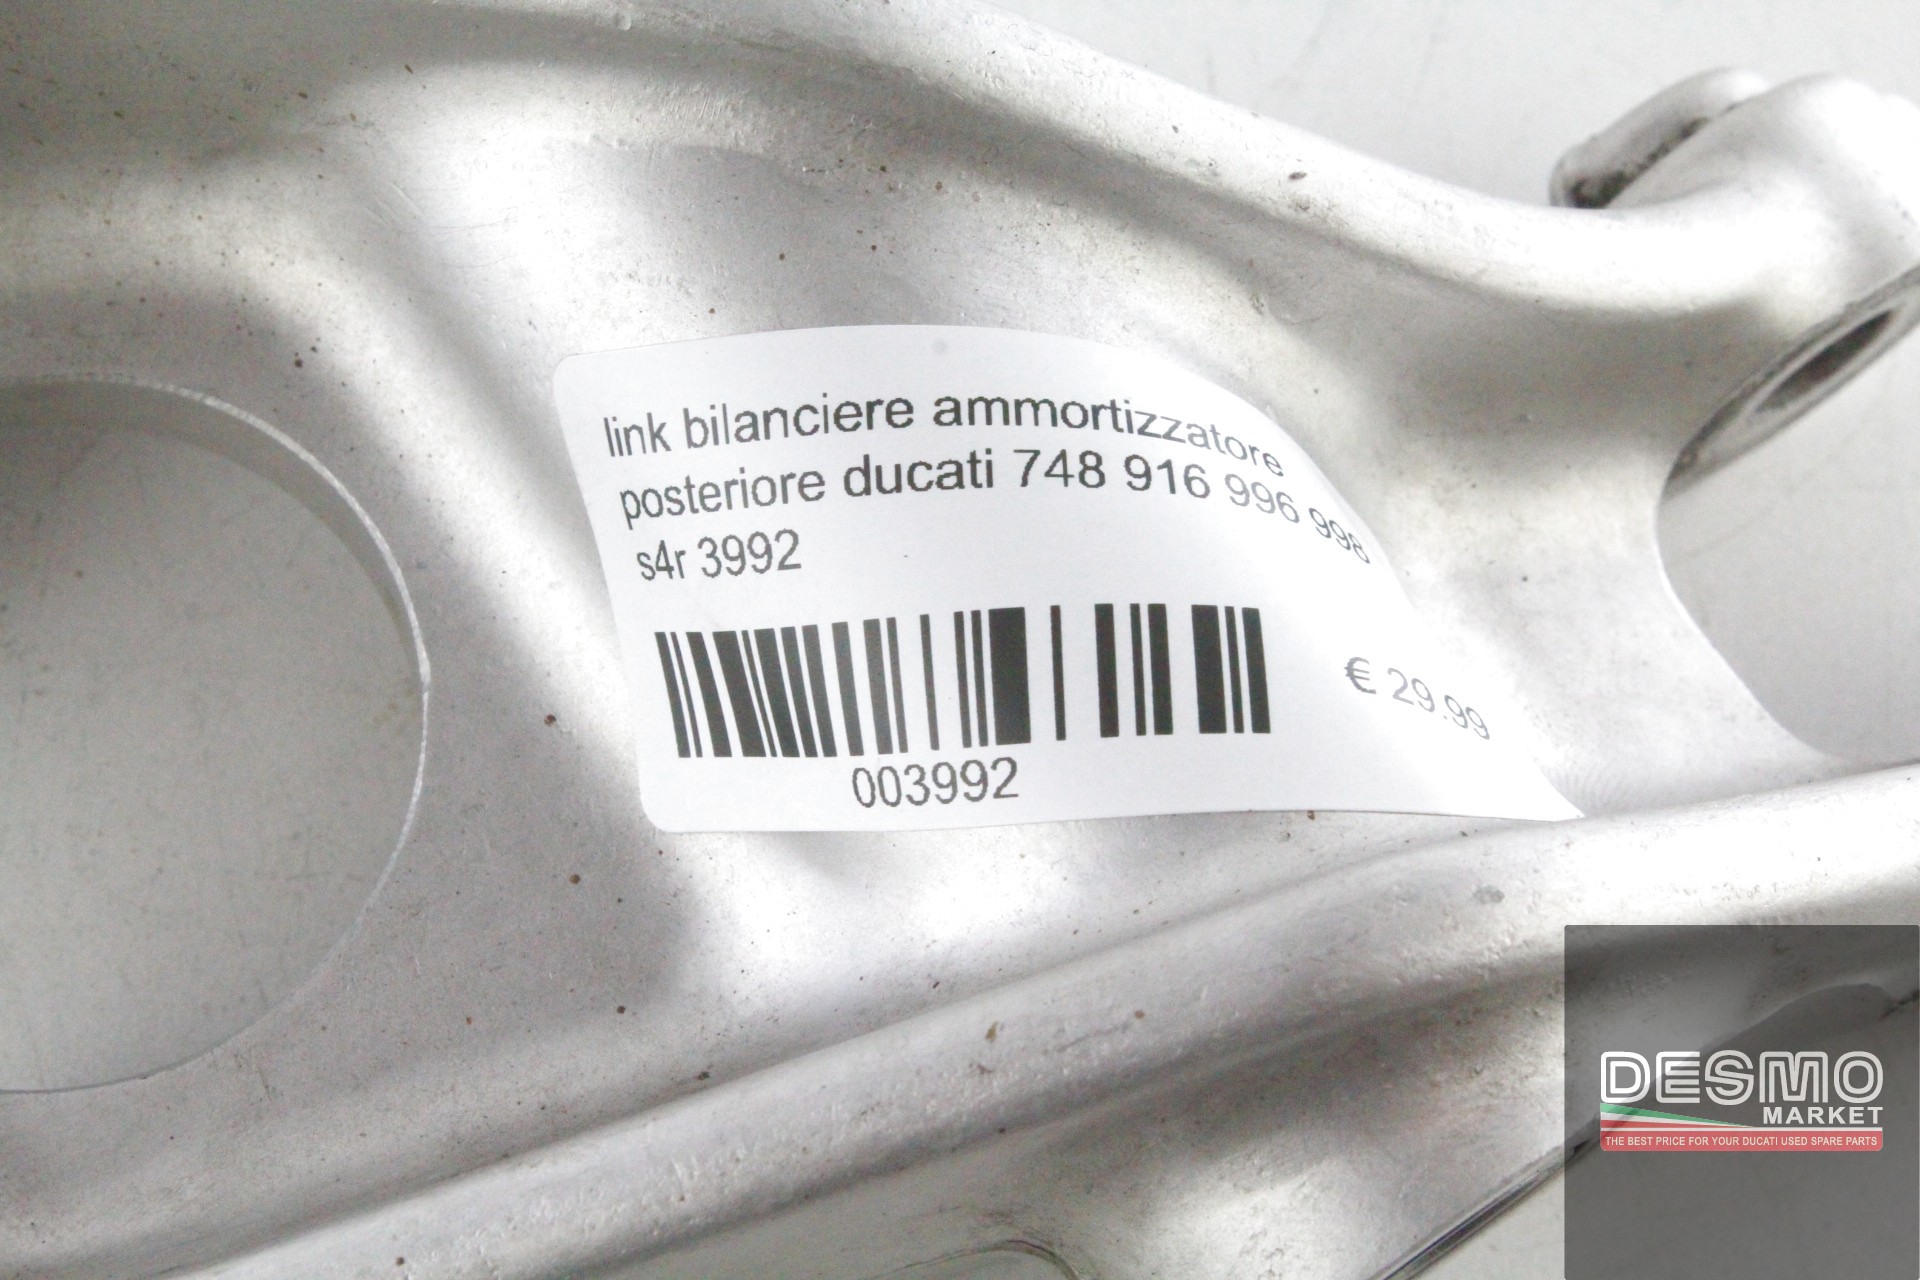 link bilanciere ammortizzatore
posteriore ducati 748 916 996 998
s4r 3992
€ 29.99
003992
DESMO
MARKET
THE BEST PRICE FOR YOUR DUCATI USED SPARE PARTS